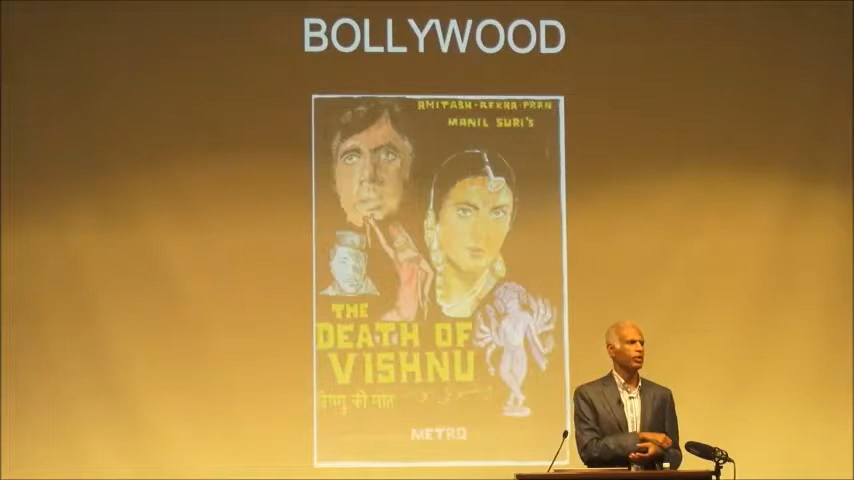 BOLLYWOOD
AMITABH-REKHA-PRAN
MANIL SURI'S
THE
DEATH OF
VISHNU
की मौत
METRO